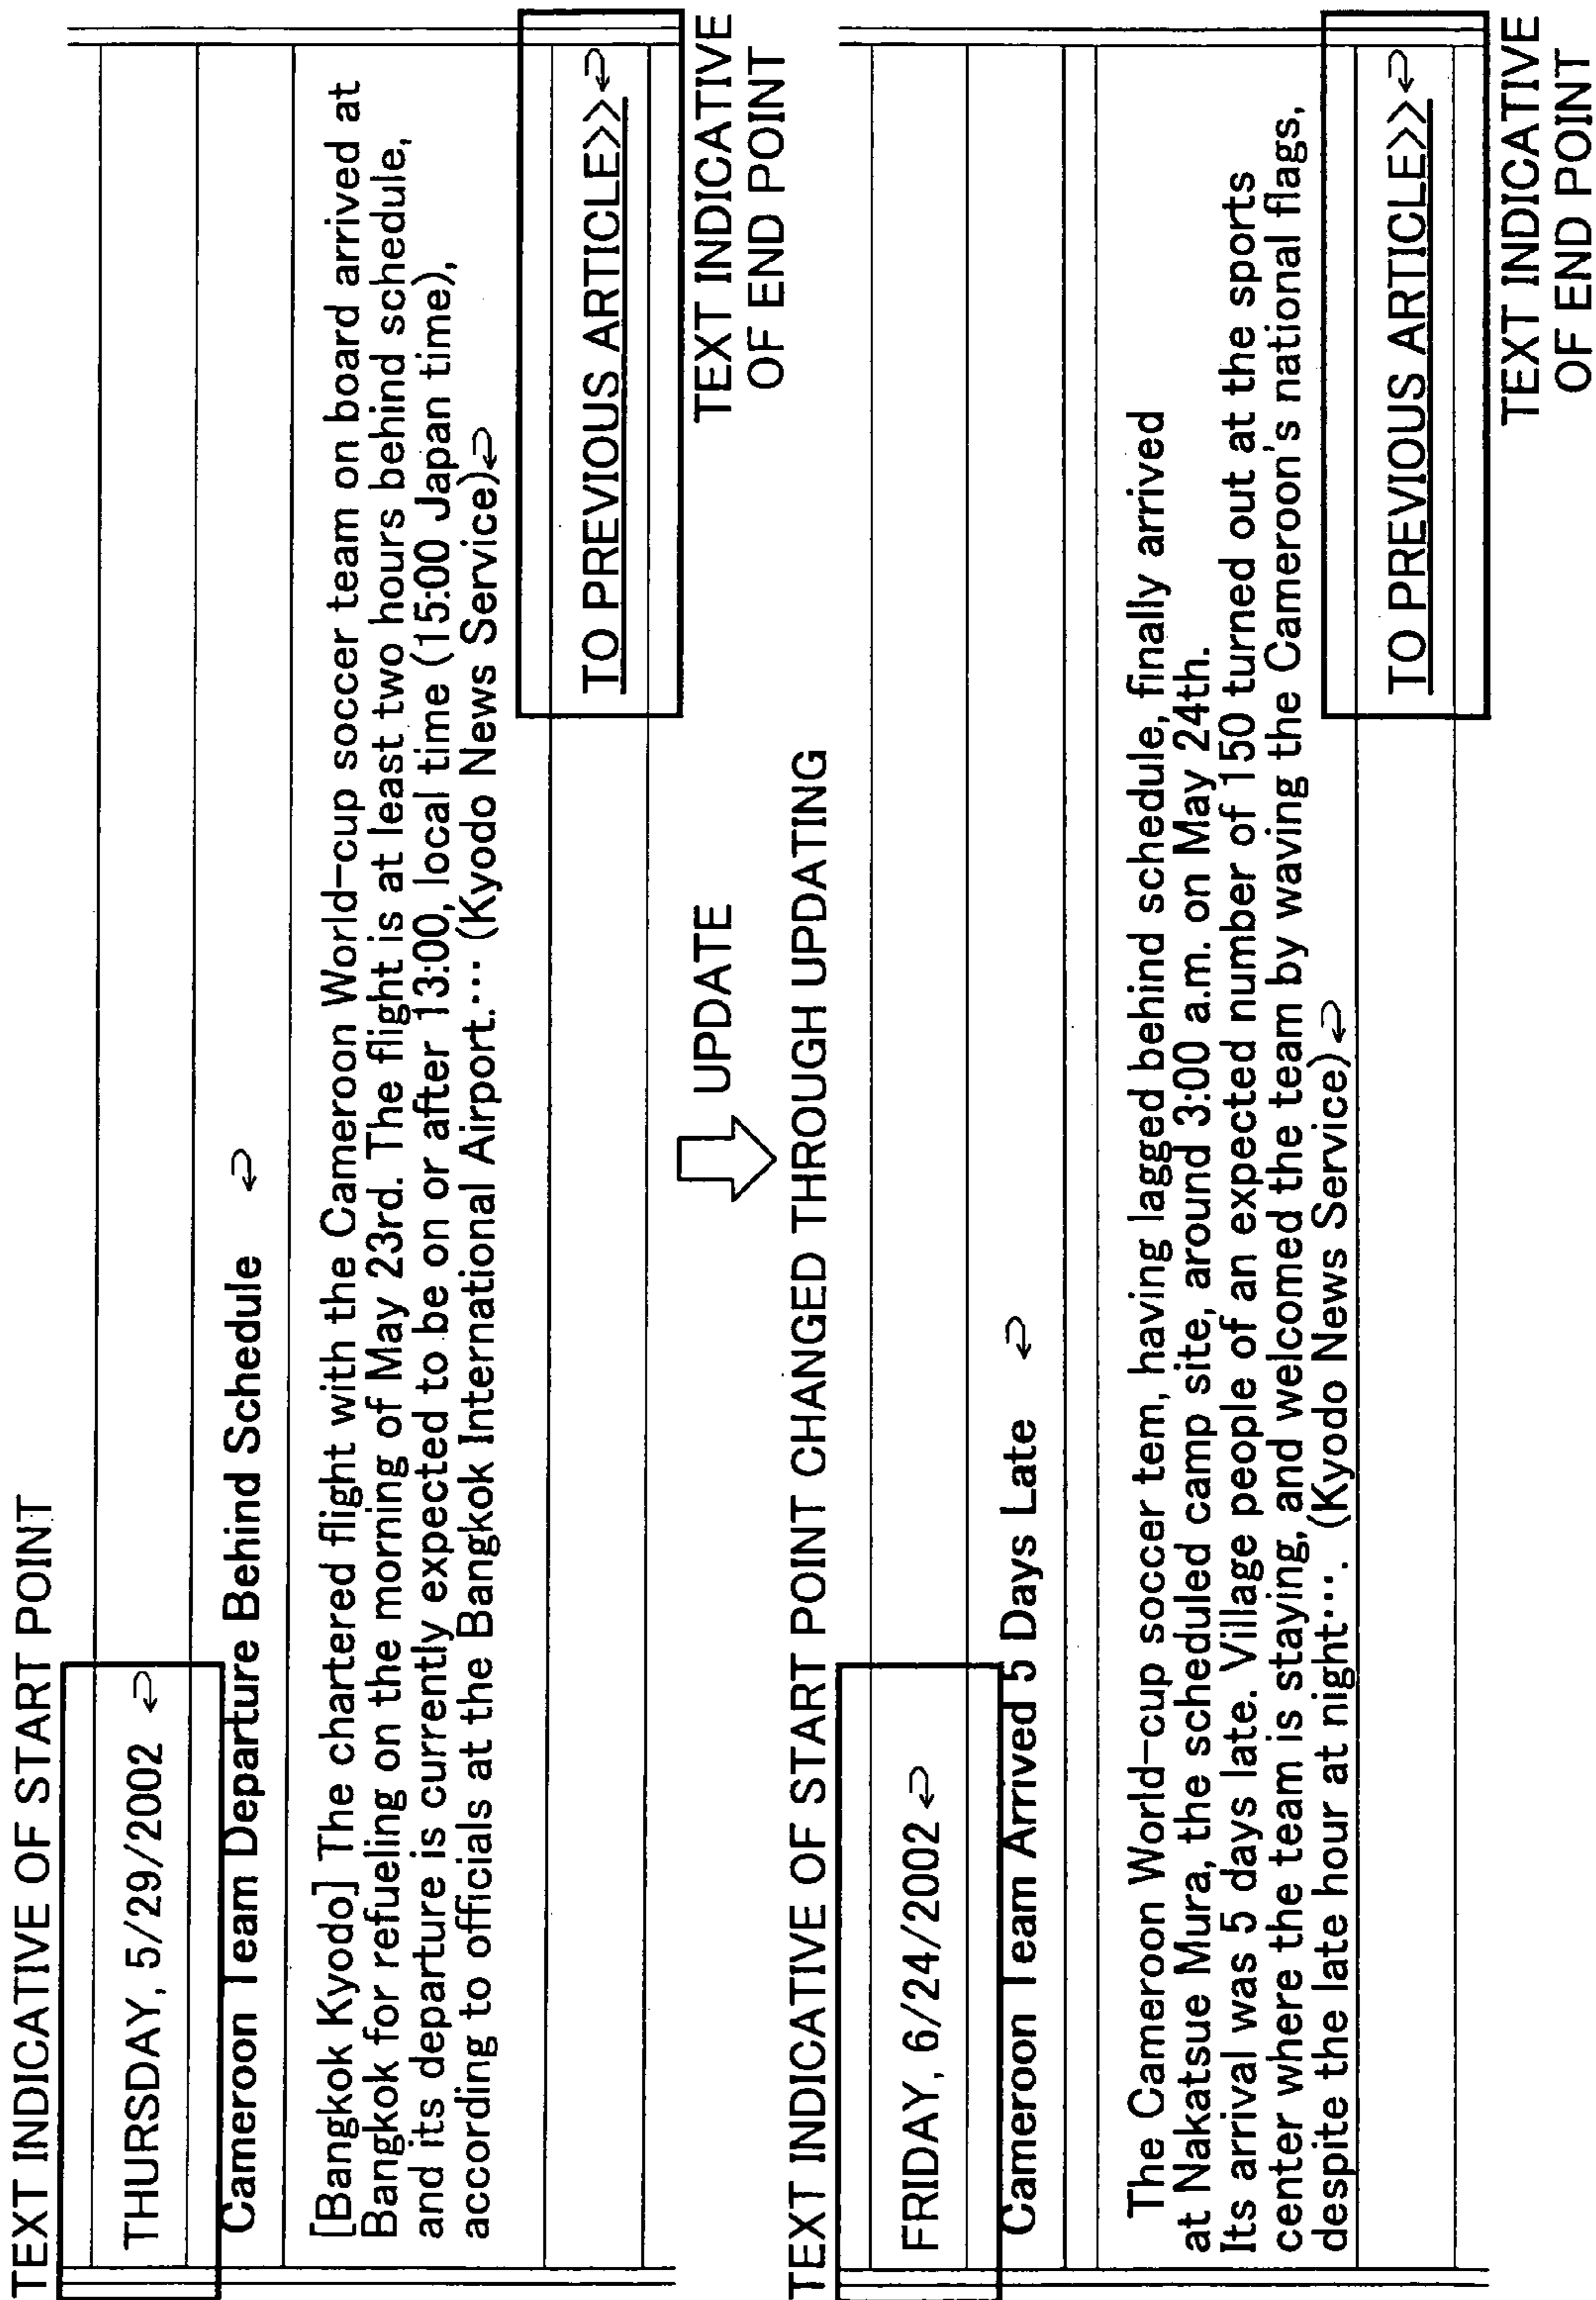 TEXT INDICATIVE OF START POINT
THURSDAY, 5/29/2002 ↩
Cameroon Team Departure Behind Schedule ↩
[Bangkok Kyodo] The chartered flight with the Cameroon World-cup soccer team on board arrived at
Bangkok for refueling on the morning of May 23rd. The flight is at least two hours behind schedule,
and its departure is currently expected to be on or after 13:00, local time (15:00 Japan time),
according to officials at the Bangkok International Airport.… (Kyodo News Service)↩
TO PREVIOUS ARTICLE>>↩
TEXT INDICATIVE
OF END POINT
UPDATE
TEXT INDICATIVE OF START POINT CHANGED THROUGH UPDATING
FRIDAY, 6/24/2002 ↩
Cameroon Team Arrived 5 Days Late ↩
The Cameroon World-cup soccer tem, having lagged behind schedule, finally arrived
at Nakatsue Mura, the scheduled camp site, around 3:00 a.m. on May 24th.
Its arrival was 5 days late. Village people of an expected number of 150 turned out at the sports
center where the team is staying, and welcomed the team by waving the Cameroon's national flags,
despite the late hour at night…. (Kyodo News Service)↩
TO PREVIOUS ARTICLE>>↩
TEXT INDICATIVE
OF END POINT